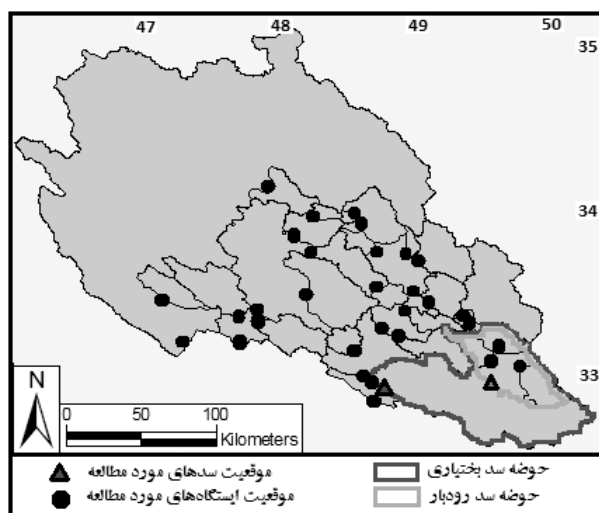 47 48 49 50
35
34
33
N
0 50 100
Kilometers
حوضه سد بختیاری
موقعیت سدهای مورد مطالعه
حوضه سد رودبار
موقعیت ایستگاه‌های مورد مطالعه